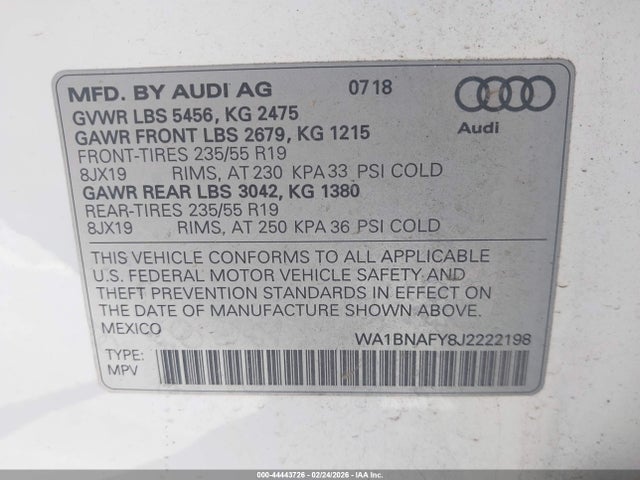 MFD. BY AUDI AG 0718
GVWR LBS 5456, KG 2475
GAWR FRONT LBS 2679, KG 1215
FRONT-TIRES 235/55 R19
8JX19 RIMS, AT 230 KPA 33 PSI COLD
GAWR REAR LBS 3042, KG 1380
REAR-TIRES 235/55 R19
8JX19 RIMS, AT 250 KPA 36 PSI COLD
Audi
THIS VEHICLE CONFORMS TO ALL APPLICABLE
U.S. FEDERAL MOTOR VEHICLE SAFETY AND
THEFT PREVENTION STANDARDS IN EFFECT ON
THE DATE OF MANUFACTURE SHOWN ABOVE.
MEXICO WA1BNAFY8J2222198
TYPE:
MPV
000-44443726 - 02/24/2026 - COPYRIGHT © IAA, LLC